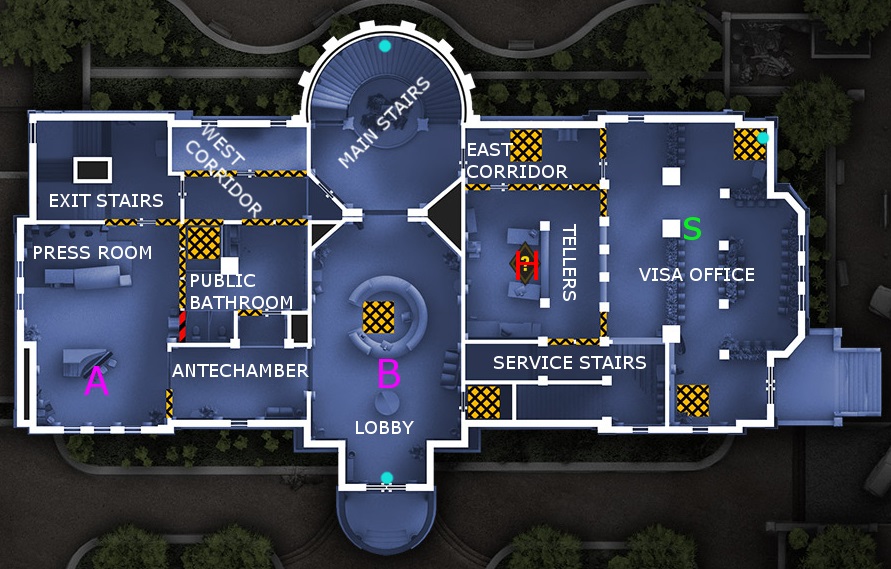 WEST
CORRIDOR
MAIN STAIRS
EAST
CORRIDOR
EXIT STAIRS
PRESS ROOM
PUBLIC
BATHROOM
TELLERS
H
?
S
VISA OFFICE
A
ANTECHAMBER
B
SERVICE STAIRS
LOBBY